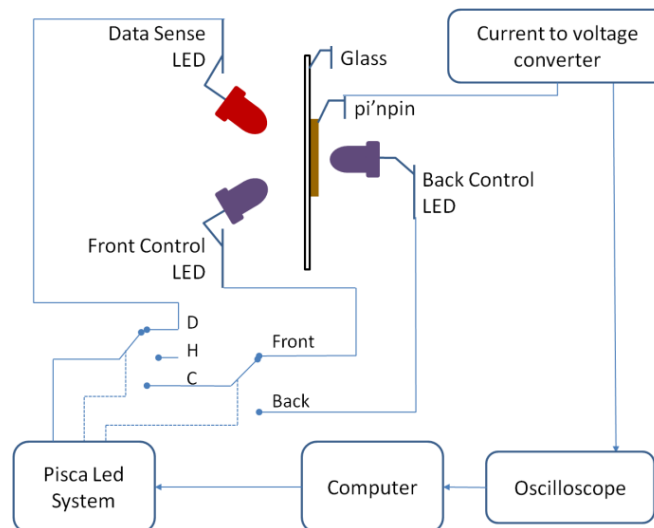 Data Sense
LED
Glass
Current to voltage
converter
pi'npin
Back Control
LED
Front Control
LED
D
H
C
Front
Back
Pisca Led
System
Computer
Oscilloscope